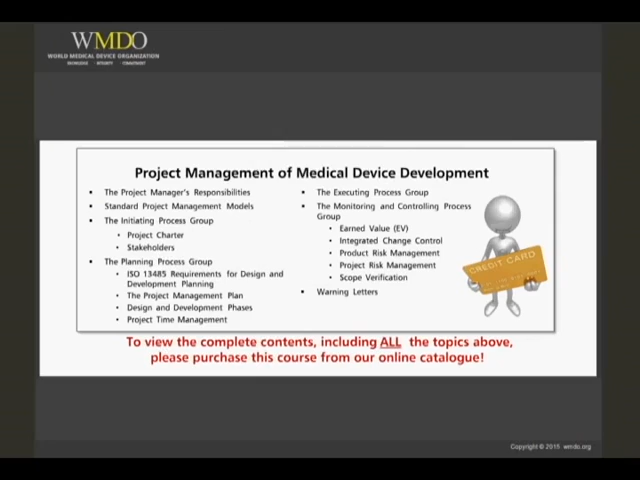 WMDO
WORLD MEDICAL DEVICE ORGANIZATION
KNOWLEDGE · INTEGRITY · COMMITMENT
Project Management of Medical Device Development
• The Project Manager's Responsibilities
• Standard Project Management Models
• The Initiating Process Group
• Project Charter
• Stakeholders
• The Planning Process Group
• ISO 13485 Requirements for Design and
Development Planning
• The Project Management Plan
• Design and Development Phases
• Project Time Management
• The Executing Process Group
• The Monitoring and Controlling Process
Group
• Earned Value (EV)
• Integrated Change Control
• Product Risk Management
• Project Risk Management
• Scope Verification
• Warning Letters
CREDIT CARD
To view the complete contents, including ALL the topics above,
please purchase this course from our online catalogue!
Copyright © 2015 wmdo.org